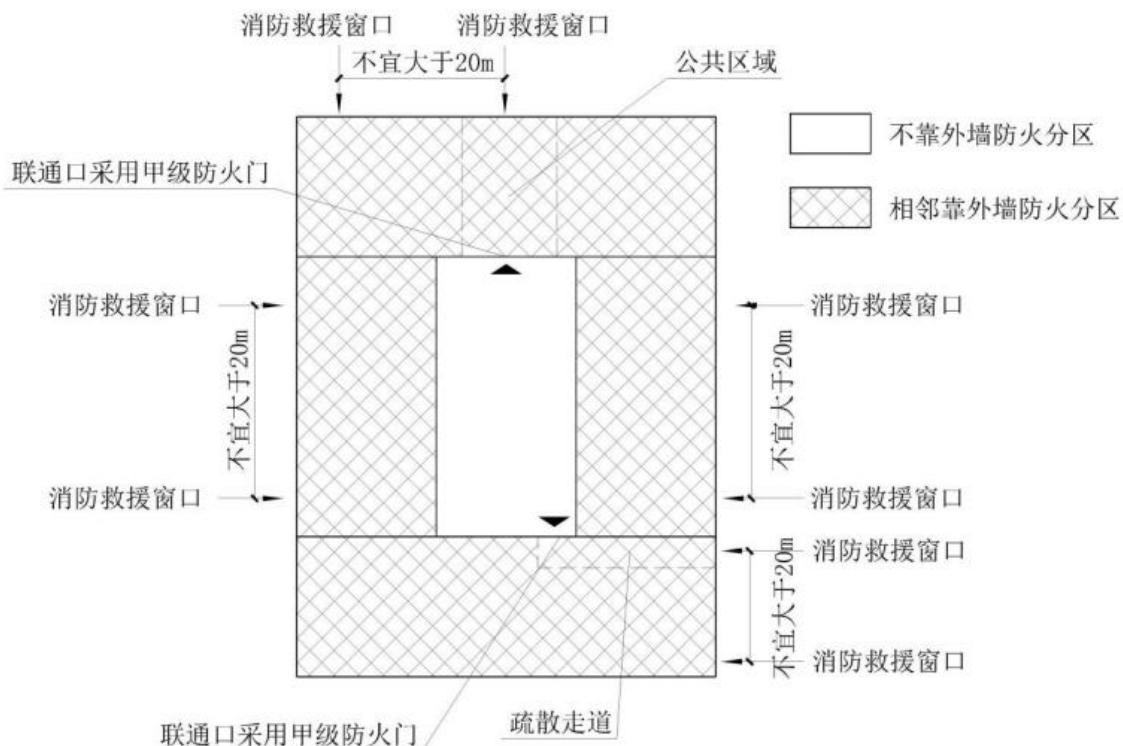 消防救援窗口
消防救援窗口
不宜大于20m
公共区域
不靠外墙防火分区
联通口采用甲级防火门
相邻靠外墙防火分区
消防救援窗口
消防救援窗口
不宜大于20m
不宜大于20m
消防救援窗口
消防救援窗口
消防救援窗口
不宜大于20m
消防救援窗口
联通口采用甲级防火门
疏散走道